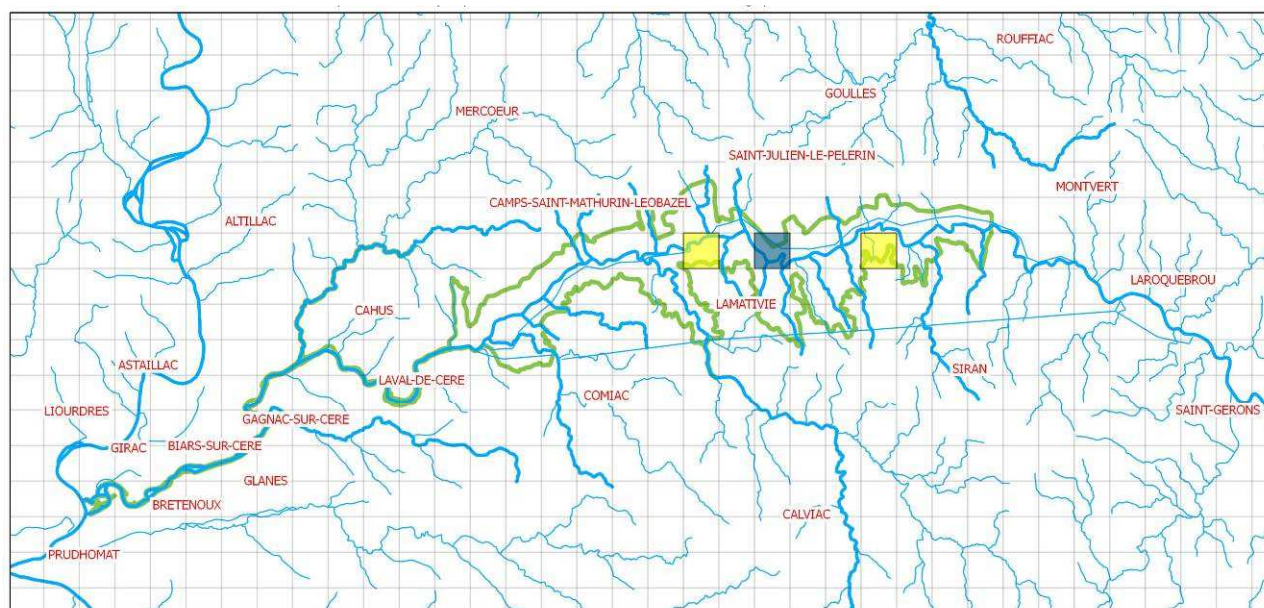 ROUFFIAC
GOULLES
MERCOEUR
SAINT-JULIEN-LE-PELERIN
MONTVERT
CAMPS-SAINT-MATHURIN-LEOBAZEL
ALTILLAC
LAROQUEBROU
LAMATIVIE
CAHUS
ASTAILLAC
SIRAN
LAVAL-DE-CERE
COMIAC
LIOURDRES
SAINT-GERONS
GAGNAC-SUR-CERE
GIRAC
BIARS-SUR-CERE
GLANES
BRETENOUX
CALVIAC
PRUDHOMAT